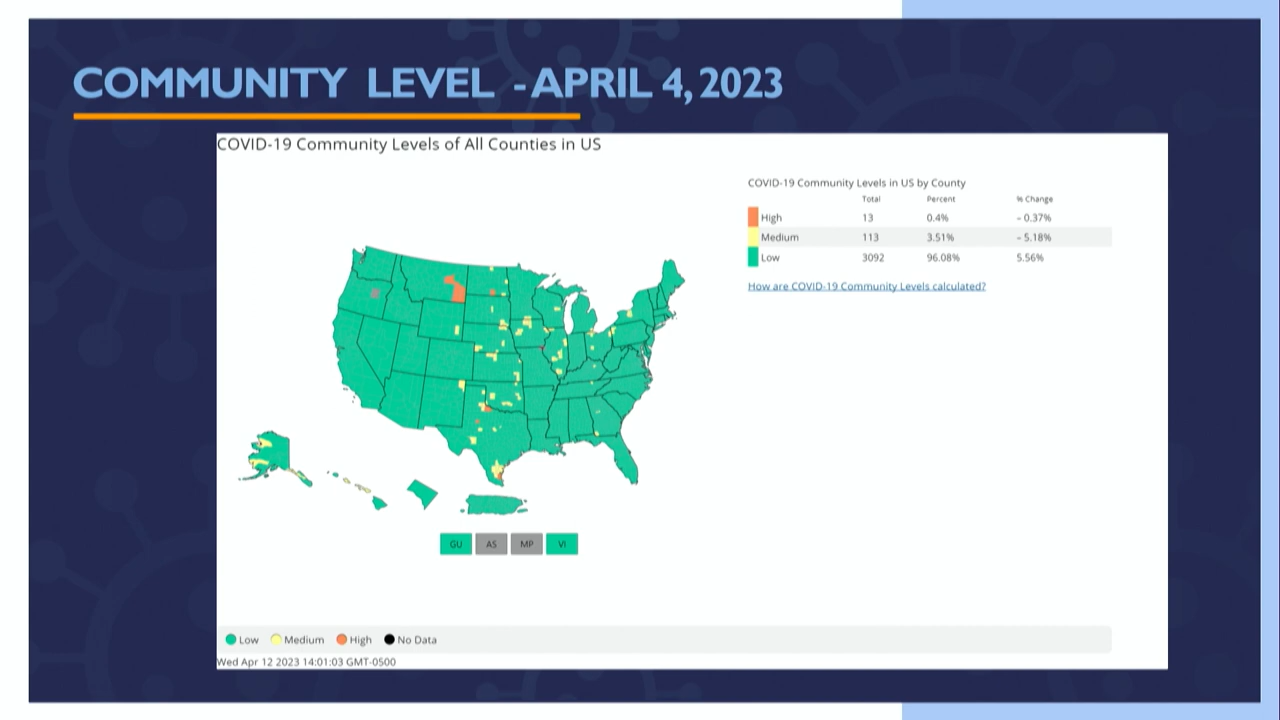 COMMUNITY LEVEL - APRIL 4, 2023
COVID-19 Community Levels of All Counties in US
COVID-19 Community Levels in US by County
Total Percent % Change
High 13 0.4% - 0.37%
Medium 113 3.51% - 5.18%
Low 3092 96.08% 5.56%
How are COVID-19 Community Levels calculated?
GU AS MP VI
Low Medium High No Data
Wed Apr 12 2023 14:01:03 GMT-0500